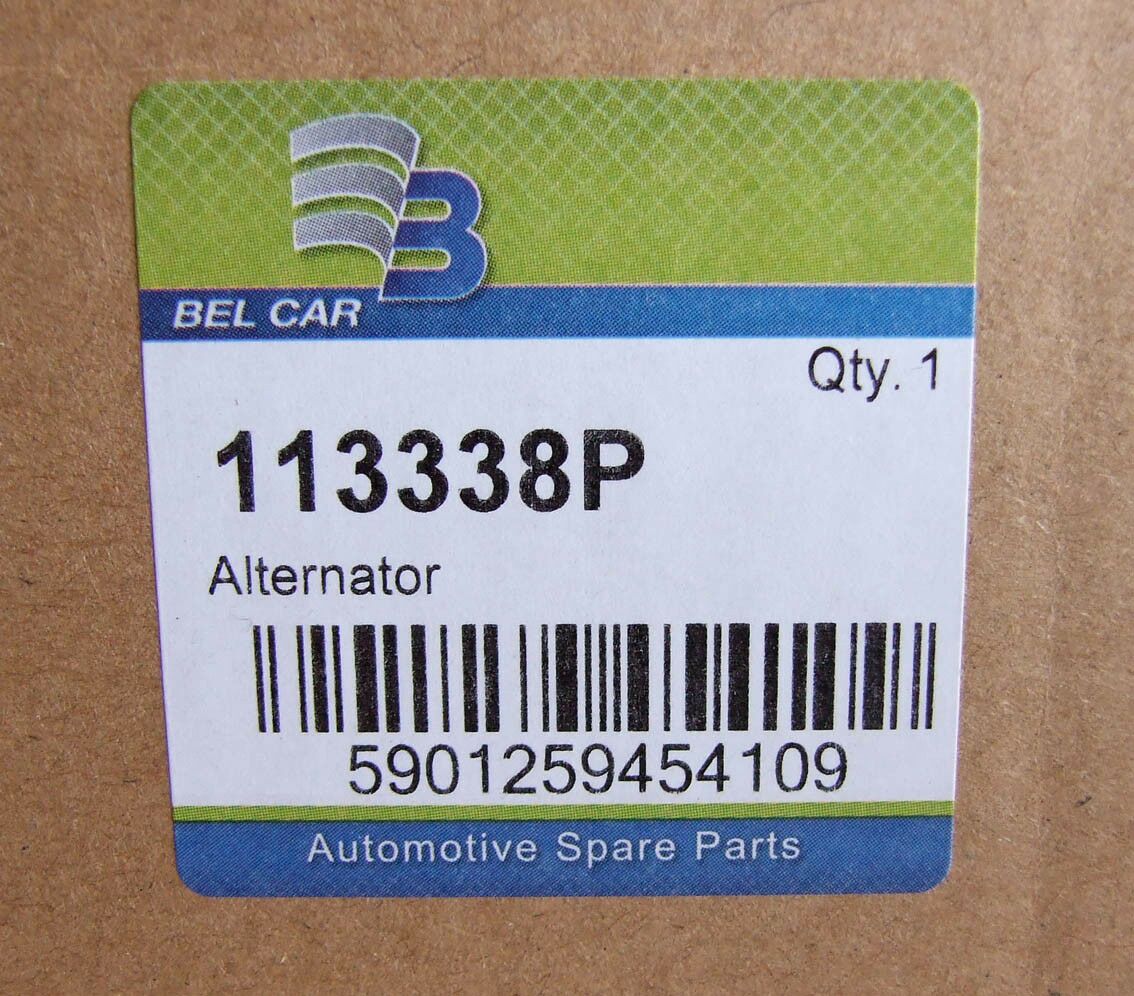 B
BEL CAR
Qty. 1
113338P
Alternator
5901259454109
Automotive Spare Parts